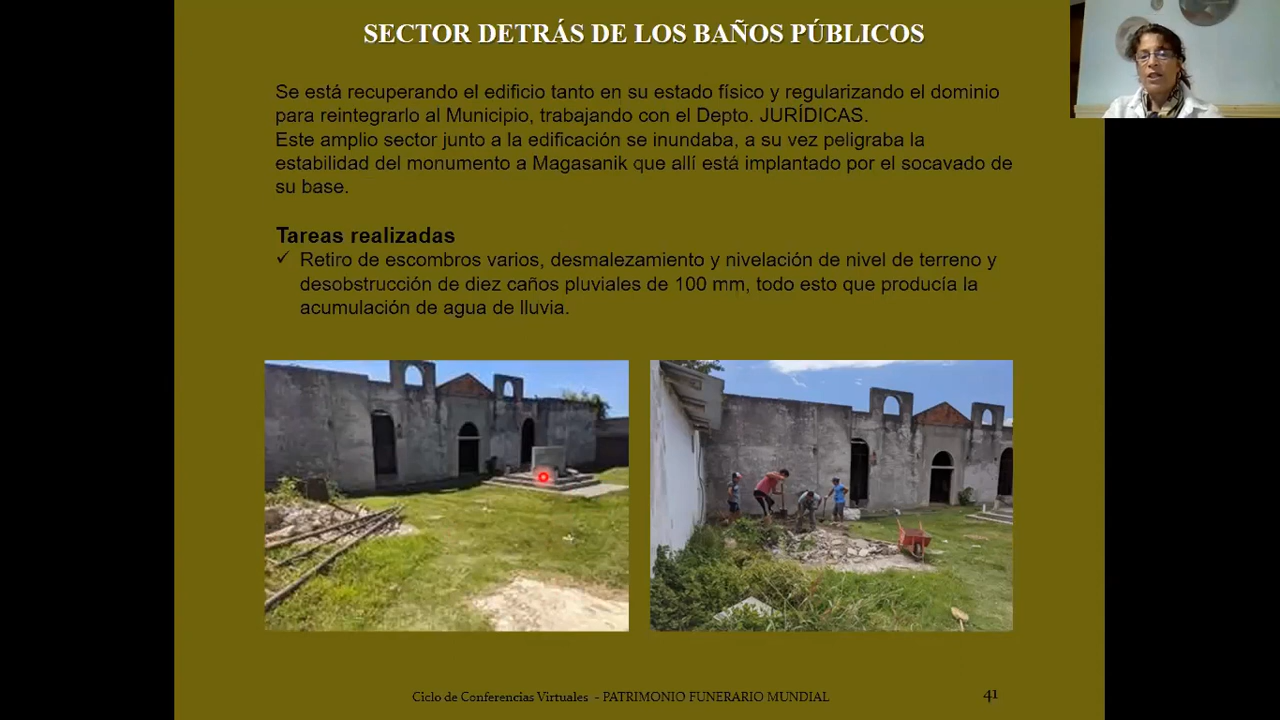 SECTOR DETRÁS DE LOS BAÑOS PÚBLICOS
Se está recuperando el edificio tanto en su estado físico y regularizando el dominio
para reintegrarlo al Municipio, trabajando con el Depto. JURÍDICAS.
Este amplio sector junto a la edificación se inundaba, a su vez peligraba la
estabilidad del monumento a Magasanik que allí está implantado por el socavado de
su base.
Tareas realizadas
✓ Retiro de escombros varios, desmalezamiento y nivelación de nivel de terreno y
desobstrucción de diez caños pluviales de 100 mm, todo esto que producía la
acumulación de agua de lluvia.
Ciclo de Conferencias Virtuales - PATRIMONIO FUNERARIO MUNDIAL
41